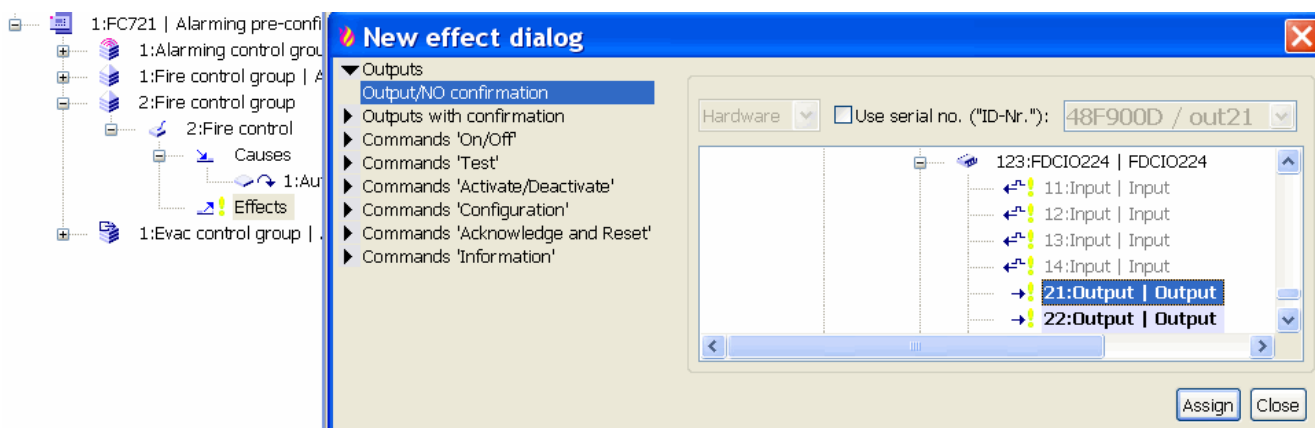 1:FC721 | Alarming pre-confi
1:Alarming control grou
1:Fire control group | A
2:Fire control group
2:Fire control
Causes
1:Au
Effects
1:Evac control group | .
New effect dialog
Outputs
Output/NO confirmation
Outputs with confirmation
Commands 'On/Off'
Commands 'Test'
Commands 'Activate/Deactivate'
Commands 'Configuration'
Commands 'Acknowledge and Reset'
Commands 'Information'
Hardware
Use serial no. ("ID-Nr."):
48F900D / out21
123:FDCIO224 | FDCIO224
11:Input | Input
12:Input | Input
13:Input | Input
14:Input | Input
21:Output | Output
22:Output | Output
Assign
Close